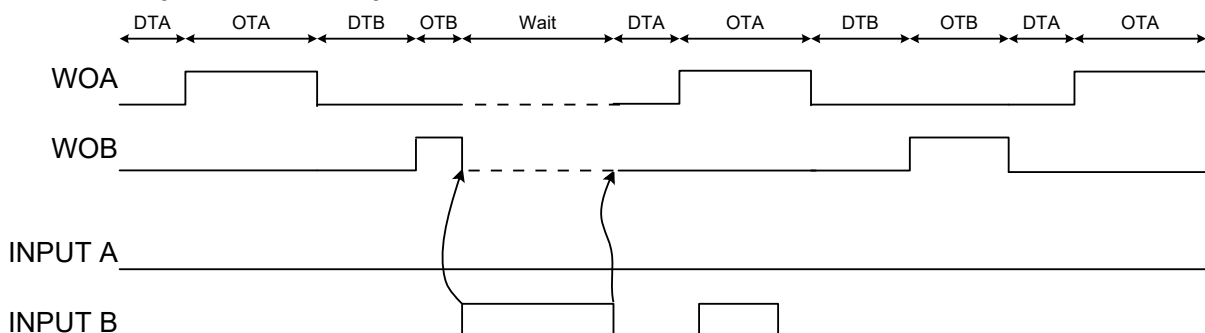 DTA OTA DTB OTB Wait DTA OTA DTB OTB DTA OTA
WOA
WOB
INPUT A
INPUT B